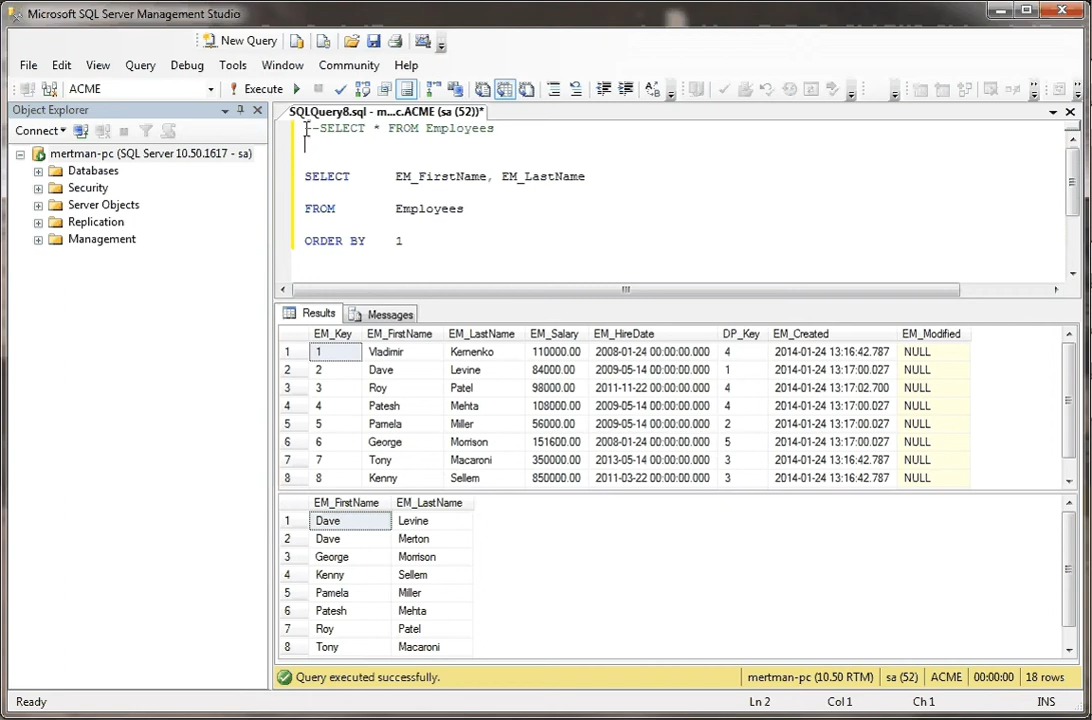 Microsoft SQL Server Management Studio
New Query
File Edit View Query Debug Tools Window Community Help
ACME Execute
Object Explorer
SQLQuery8.sql - m...c.ACME (sa (52))*
Connect
mertman-pc (SQL Server 10.50.1617 - sa)
Databases
Security
Server Objects
Replication
Management
--SELECT * FROM Employees
SELECT EM_FirstName, EM_LastName
FROM Employees
ORDER BY 1
Results Messages
EM_Key EM_FirstName EM_LastName EM_Salary EM_HireDate DP_Key EM_Created EM_Modified
1 1 Vladimir Kernenko 110000.00 2008-01-24 00:00:00.000 4 2014-01-24 13:16:42.787 NULL
2 2 Dave Levine 84000.00 2009-05-14 00:00:00.000 1 2014-01-24 13:17:00.027 NULL
3 3 Roy Patel 98000.00 2011-11-22 00:00:00.000 4 2014-01-24 13:17:02.700 NULL
4 4 Patesh Mehta 108000.00 2009-05-14 00:00:00.000 4 2014-01-24 13:17:00.027 NULL
5 5 Pamela Miller 56000.00 2009-05-14 00:00:00.000 2 2014-01-24 13:17:00.027 NULL
6 6 George Morrison 151600.00 2008-01-24 00:00:00.000 5 2014-01-24 13:17:00.027 NULL
7 7 Tony Macaroni 350000.00 2013-05-14 00:00:00.000 3 2014-01-24 13:16:42.787 NULL
8 8 Kenny Sellem 850000.00 2011-03-22 00:00:00.000 3 2014-01-24 13:16:42.787 NULL
EM_FirstName EM_LastName
1 Dave Levine
2 Dave Merton
3 George Morrison
4 Kenny Sellem
5 Pamela Miller
6 Patesh Mehta
7 Roy Patel
8 Tony Macaroni
Query executed successfully. mertman-pc (10.50 RTM) sa (52) ACME 00:00:00 18 rows
Ready Ln 2 Col 1 Ch 1 INS